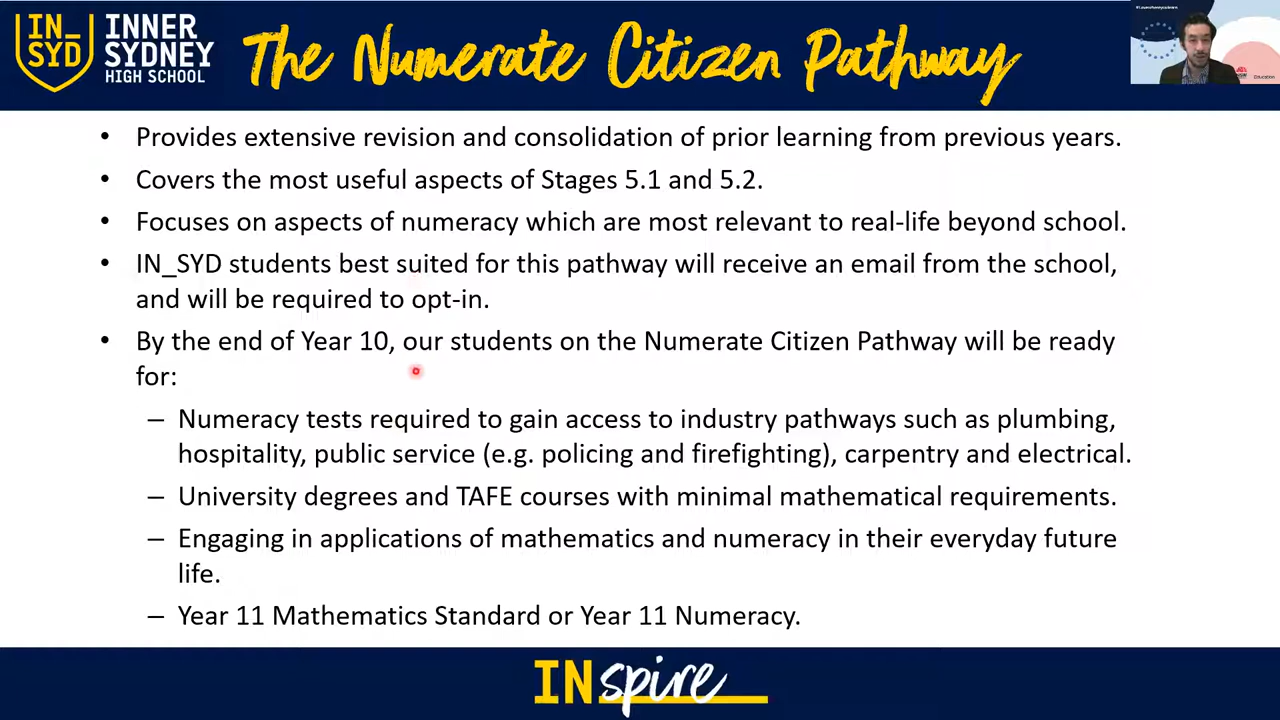 IN_
SYD
INNER
SYDNEY
HIGH SCHOOL
The Numerate Citizen Pathway
Education
• Provides extensive revision and consolidation of prior learning from previous years.
• Covers the most useful aspects of Stages 5.1 and 5.2.
• Focuses on aspects of numeracy which are most relevant to real-life beyond school.
• IN_SYD students best suited for this pathway will receive an email from the school,
and will be required to opt-in.
• By the end of Year 10, our students on the Numerate Citizen Pathway will be ready
for:
– Numeracy tests required to gain access to industry pathways such as plumbing,
hospitality, public service (e.g. policing and firefighting), carpentry and electrical.
– University degrees and TAFE courses with minimal mathematical requirements.
– Engaging in applications of mathematics and numeracy in their everyday future
life.
– Year 11 Mathematics Standard or Year 11 Numeracy.
INspire